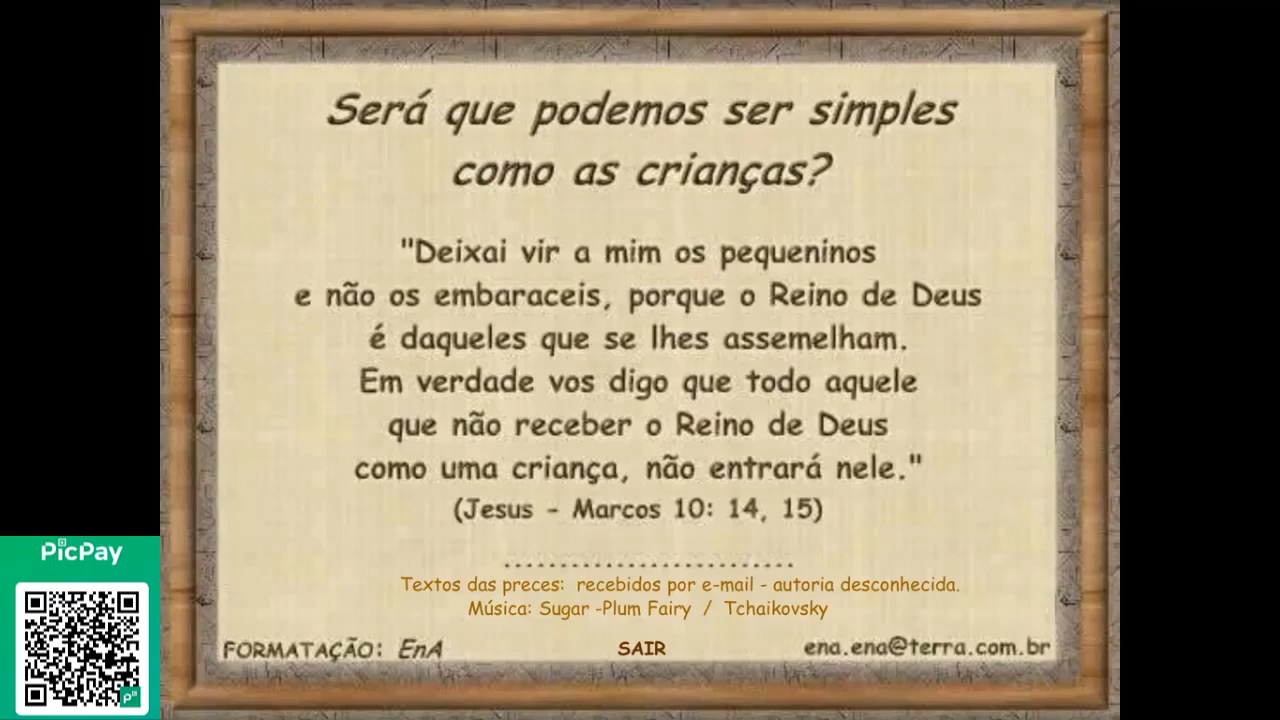 Será que podemos ser simples
como as crianças?
"Deixai vir a mim os pequeninos
e não os embaraceis, porque o Reino de Deus
é daqueles que se lhes assemelham.
Em verdade vos digo que todo aquele
que não receber o Reino de Deus
como uma criança, não entrará nele."
(Jesus - Marcos 10: 14, 15)
..........................
Textos das preces: recebidos por e-mail - autoria desconhecida.
Música: Sugar -Plum Fairy / Tchaikovsky
FORMATAÇÃO: EnA
SAIR
ena.ena@terra.com.br
PicPay